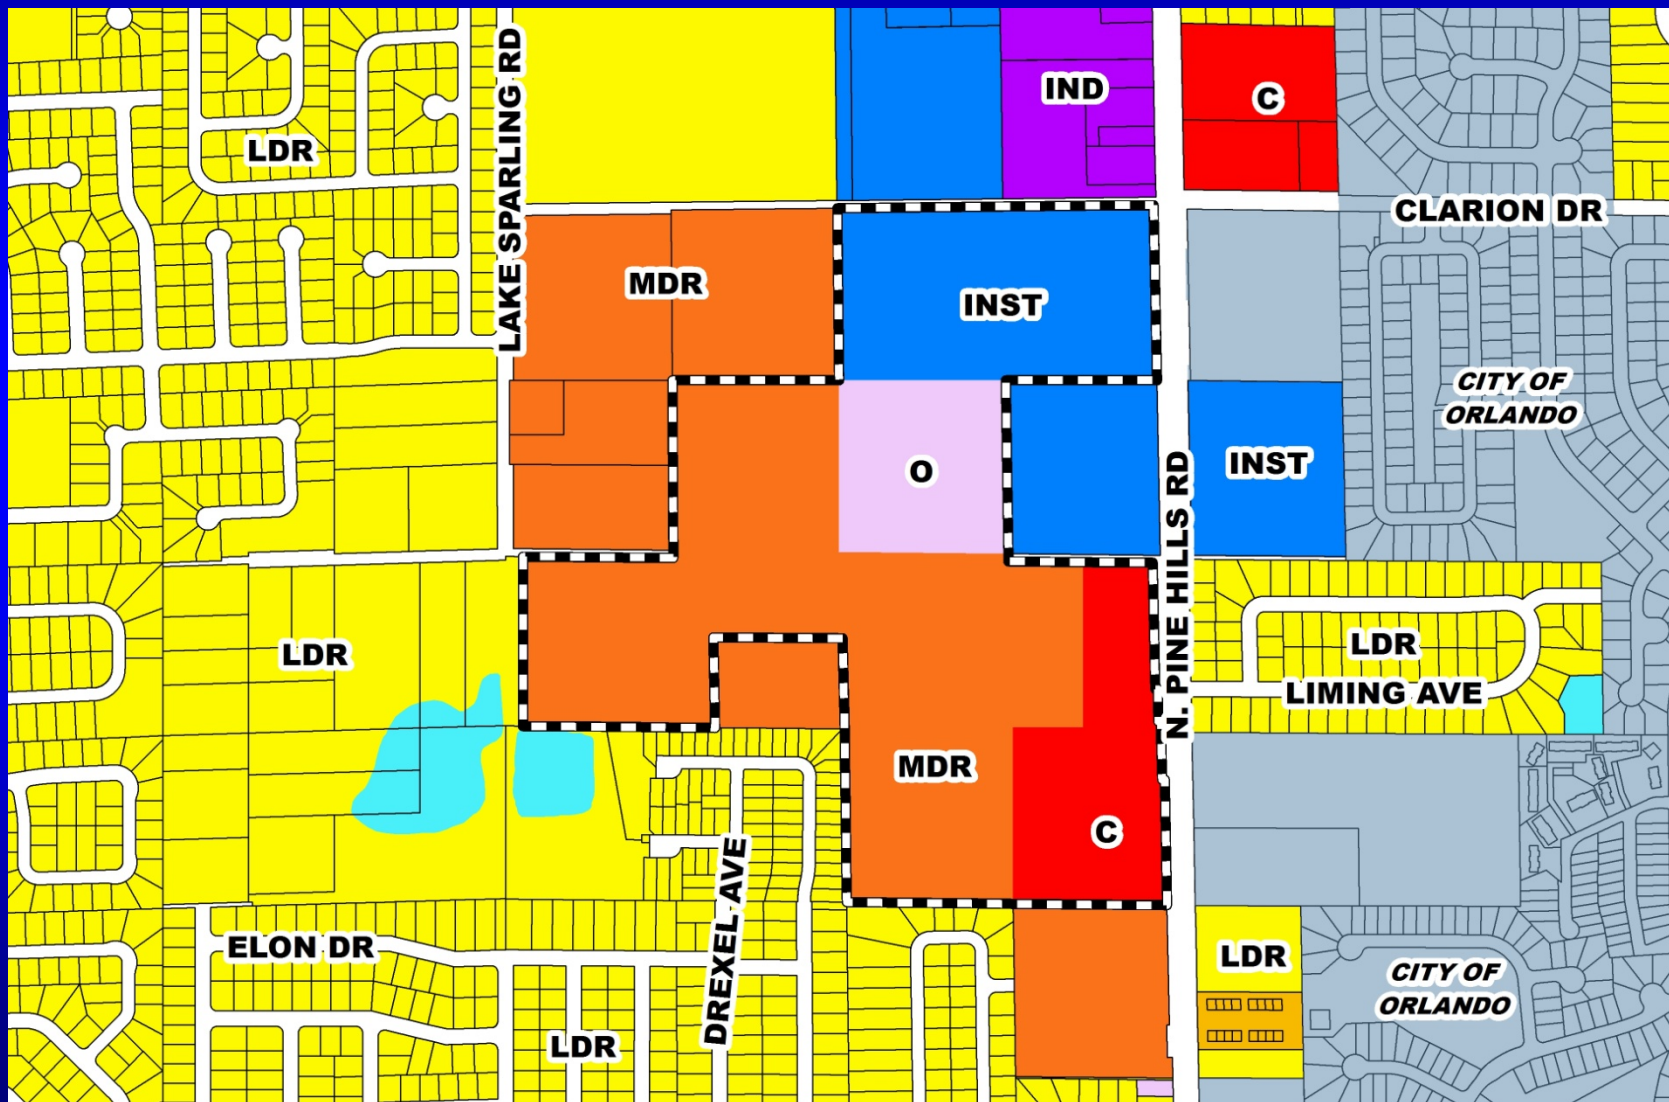 IND
C
LDR
LAKE SPARLING RD
CLARION DR
MDR
INST
CITY OF
ORLANDO
O
INST
N. PINE HILLS RD
LDR
LDR
LIMING AVE
MDR
C
DREXEL AVE
ELON DR
LDR
CITY OF
ORLANDO
LDR